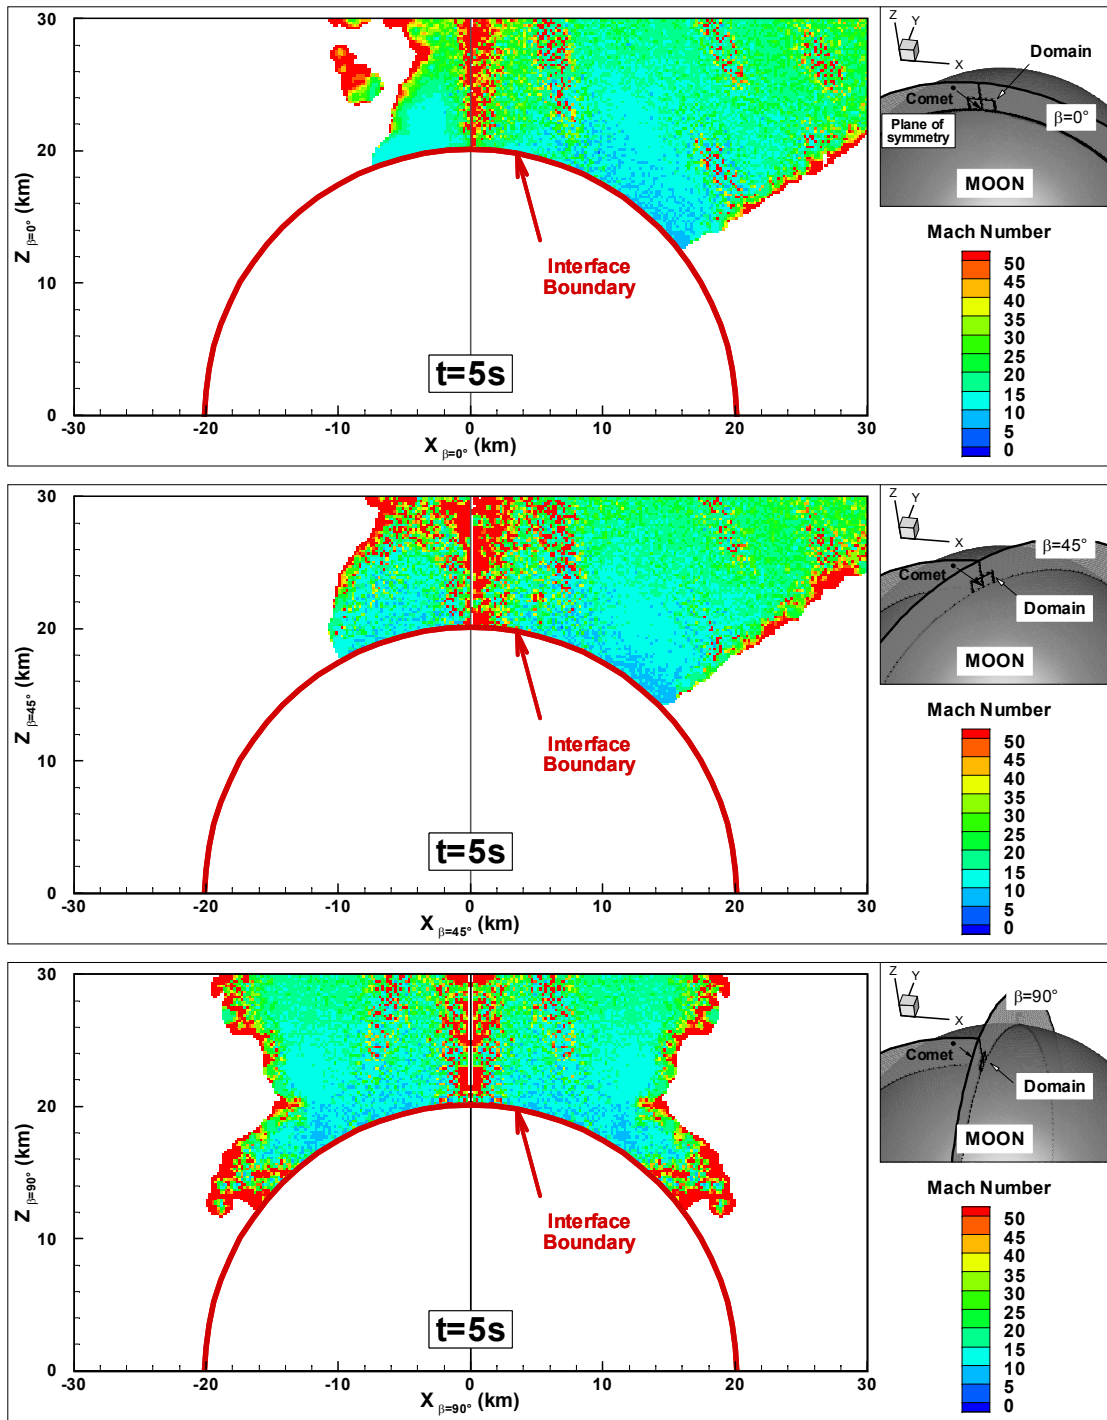 30
20
10
0
-30
-20
-10
0
10
20
30
Z β=0° (km)
X β=0° (km)
Interface
Boundary
t=5s
Z
Y
X
Domain
Comet
β=0°
Plane of
symmetry
MOON
Mach Number
50
45
40
35
30
25
20
15
10
5
0
30
20
10
0
-30
-20
-10
0
10
20
30
Z β=45° (km)
X β=45° (km)
Interface
Boundary
t=5s
Z
Y
X
β=45°
Comet
Domain
MOON
Mach Number
50
45
40
35
30
25
20
15
10
5
0
30
20
10
0
-30
-20
-10
0
10
20
30
Z β=90° (km)
X β=90° (km)
Interface
Boundary
t=5s
Z
Y
X
β=90°
Comet
Domain
MOON
Mach Number
50
45
40
35
30
25
20
15
10
5
0